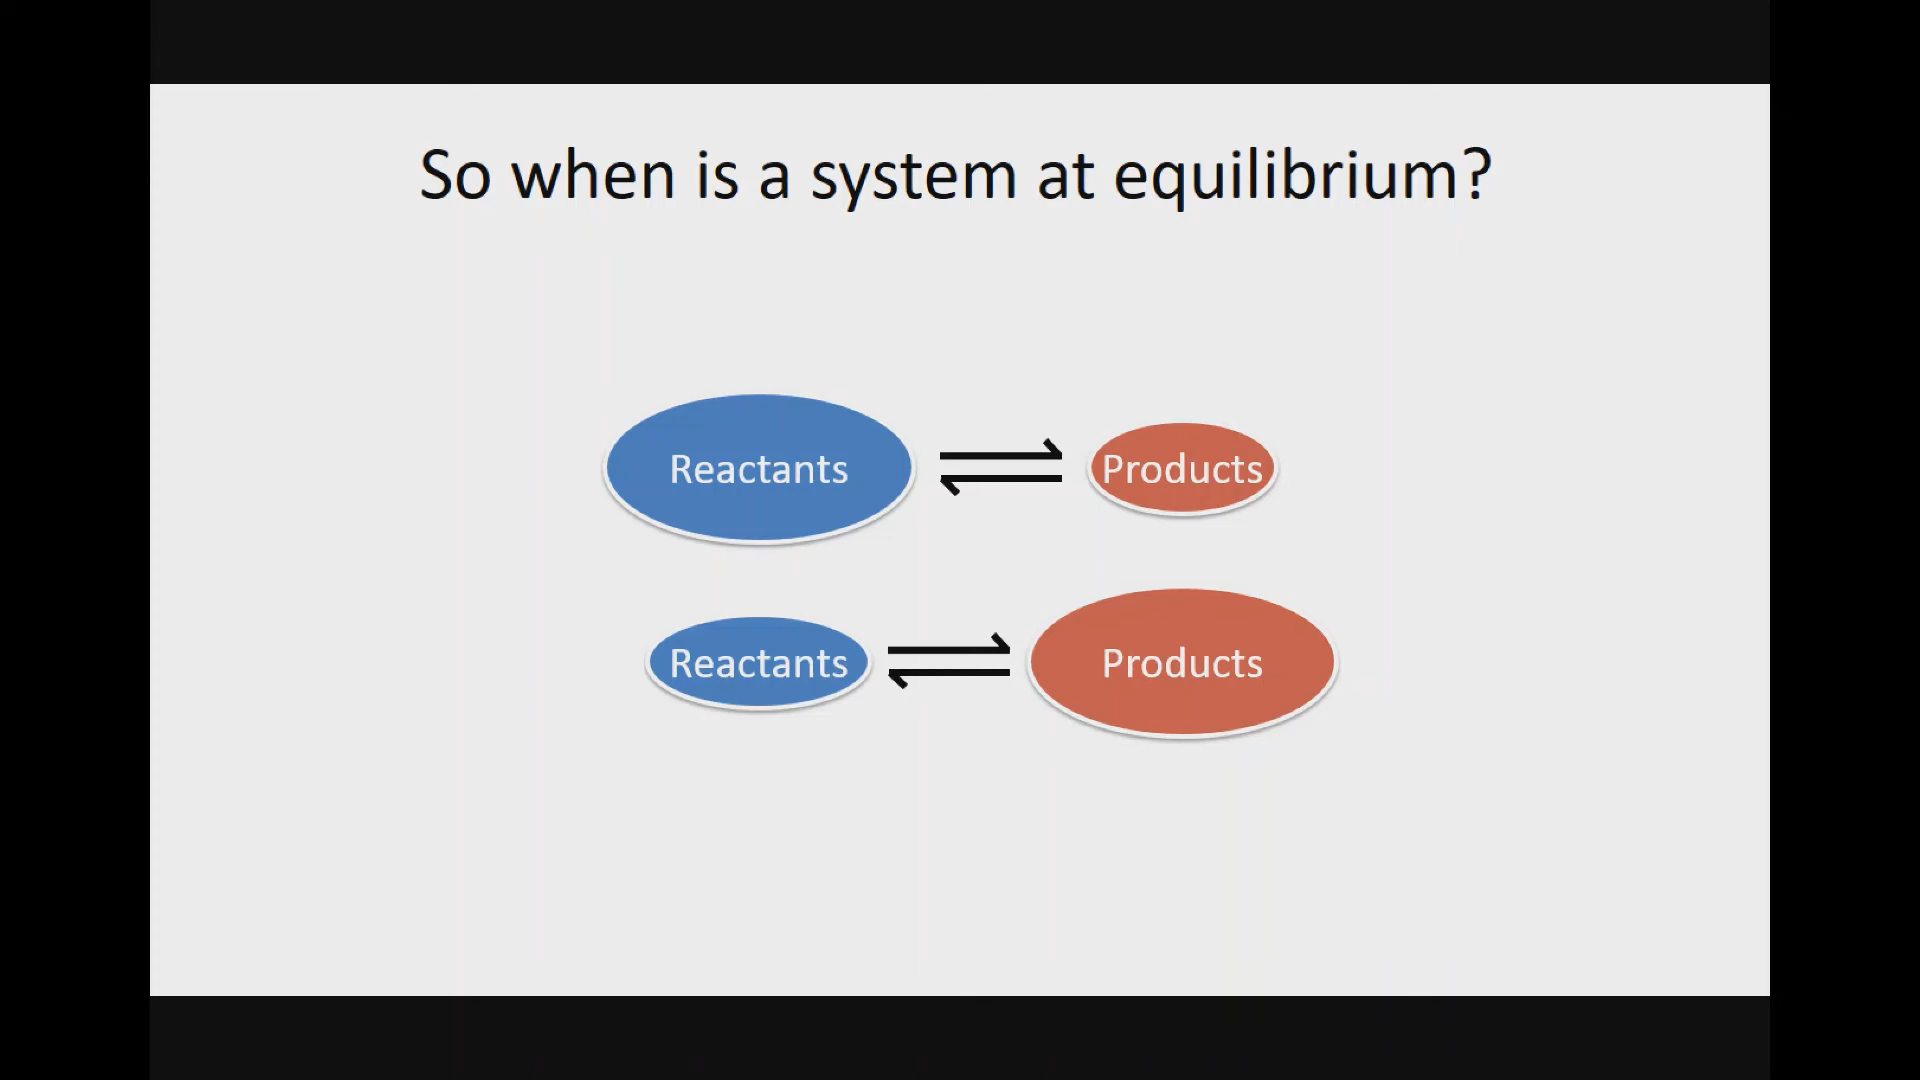 So when is a system at equilibrium?
Reactants
Products
Reactants
Products